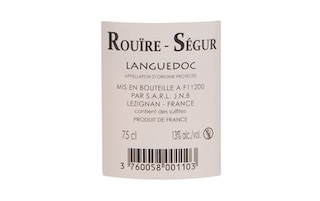 ROUÏRE - SÉGUR
LANGUEDOC
APPELLATION D'ORIGINE PROTÉGÉE
MIS EN BOUTEILLE A F11200
PAR S.A.R.L. J.N.B
LEZIGNAN - FRANCE
contient des sulfites
PRODUIT DE FRANCE
75 cl 13% alc./vol.
3 760058 001103